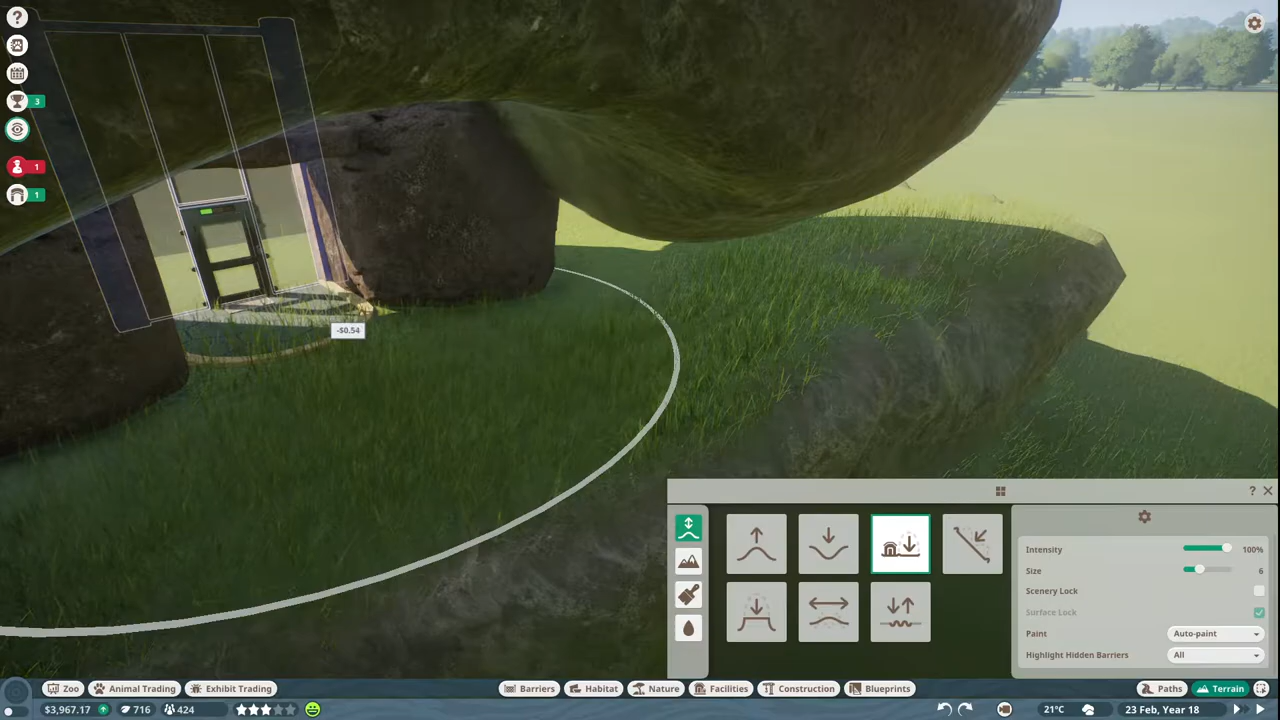 ?
3
1
1
-$0.54
?
Intensity 100%
Size 6
Scenery Lock
Surface Lock
Paint Auto-paint
Highlight Hidden Barriers All
Zoo Animal Trading Exhibit Trading Barriers Habitat Nature Facilities Construction Blueprints Paths Terrain
$3,967.17 716 424 21°C 23 Feb, Year 18